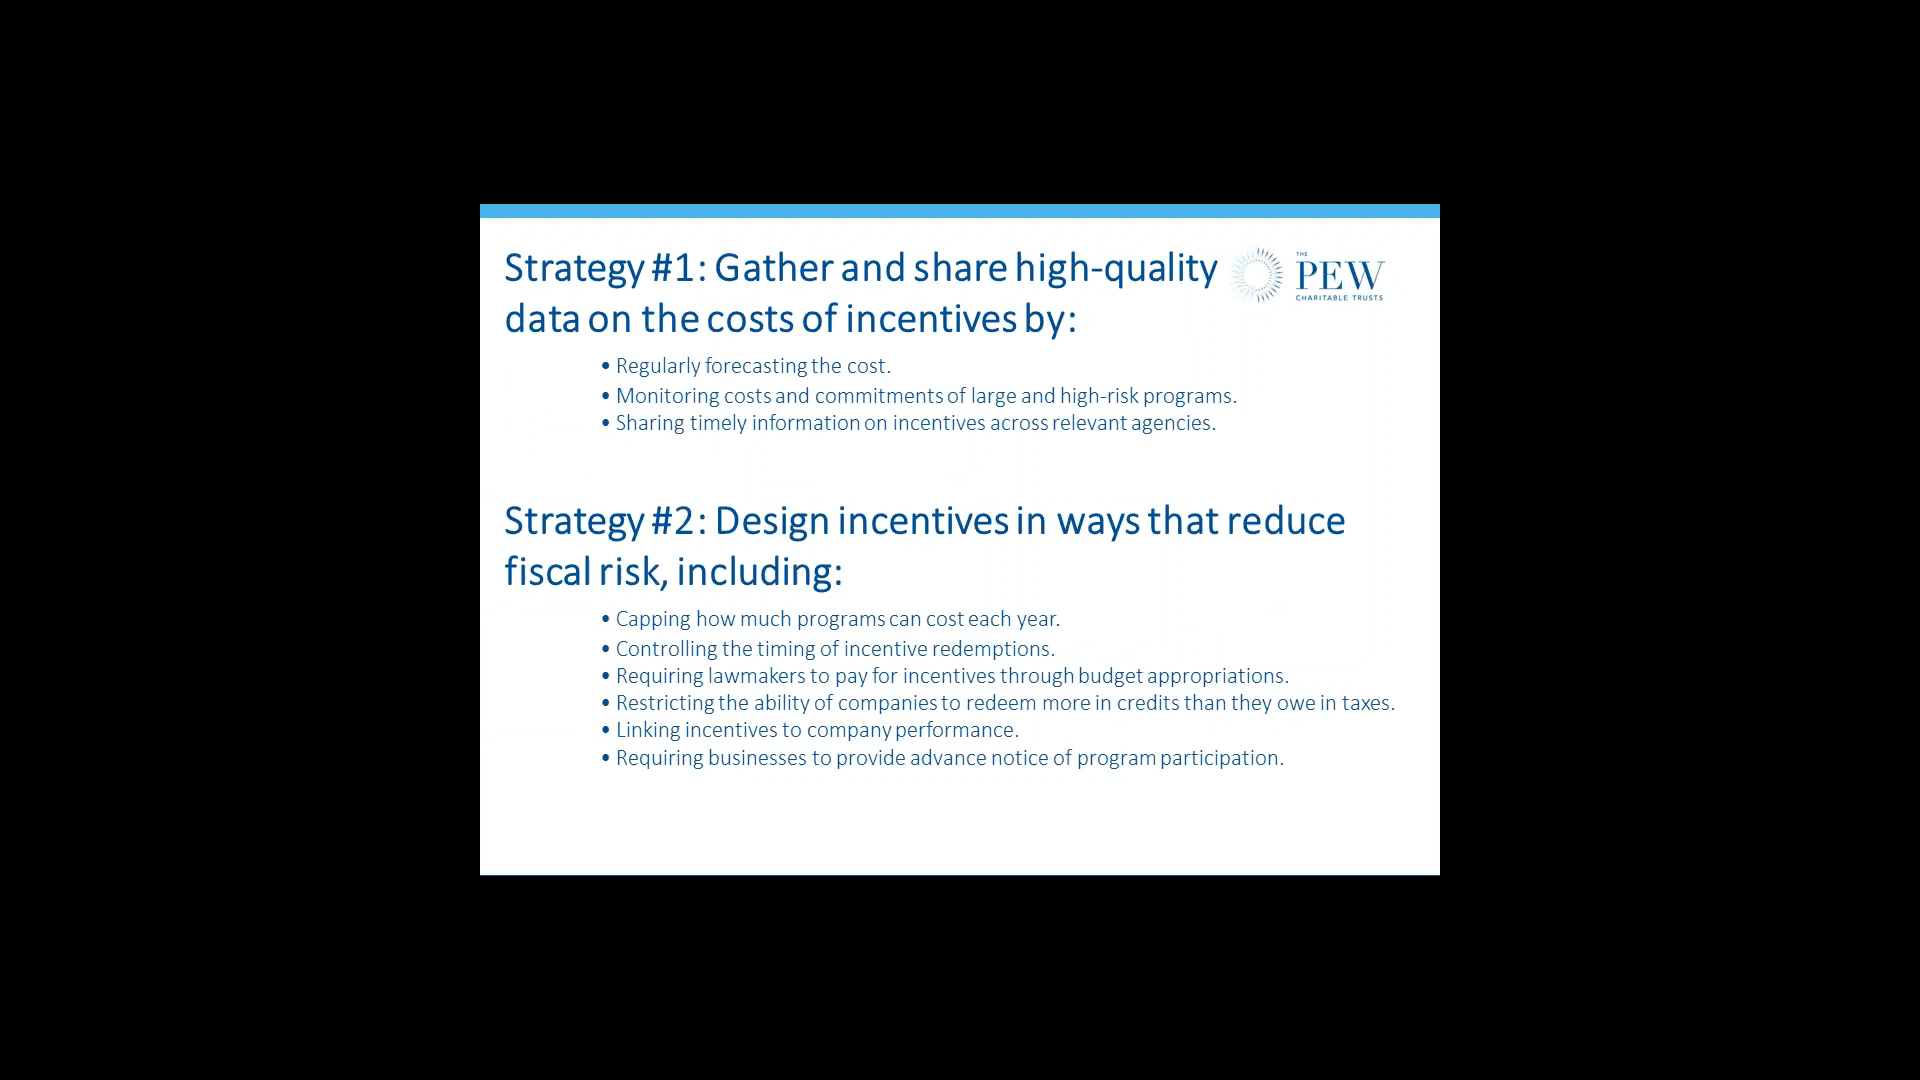 Strategy #1: Gather and share high-quality
data on the costs of incentives by:
THE
PEW
CHARITABLE TRUSTS
• Regularly forecasting the cost.
• Monitoring costs and commitments of large and high-risk programs.
• Sharing timely information on incentives across relevant agencies.
Strategy #2: Design incentives in ways that reduce
fiscal risk, including:
• Capping how much programs can cost each year.
• Controlling the timing of incentive redemptions.
• Requiring lawmakers to pay for incentives through budget appropriations.
• Restricting the ability of companies to redeem more in credits than they owe in taxes.
• Linking incentives to company performance.
• Requiring businesses to provide advance notice of program participation.